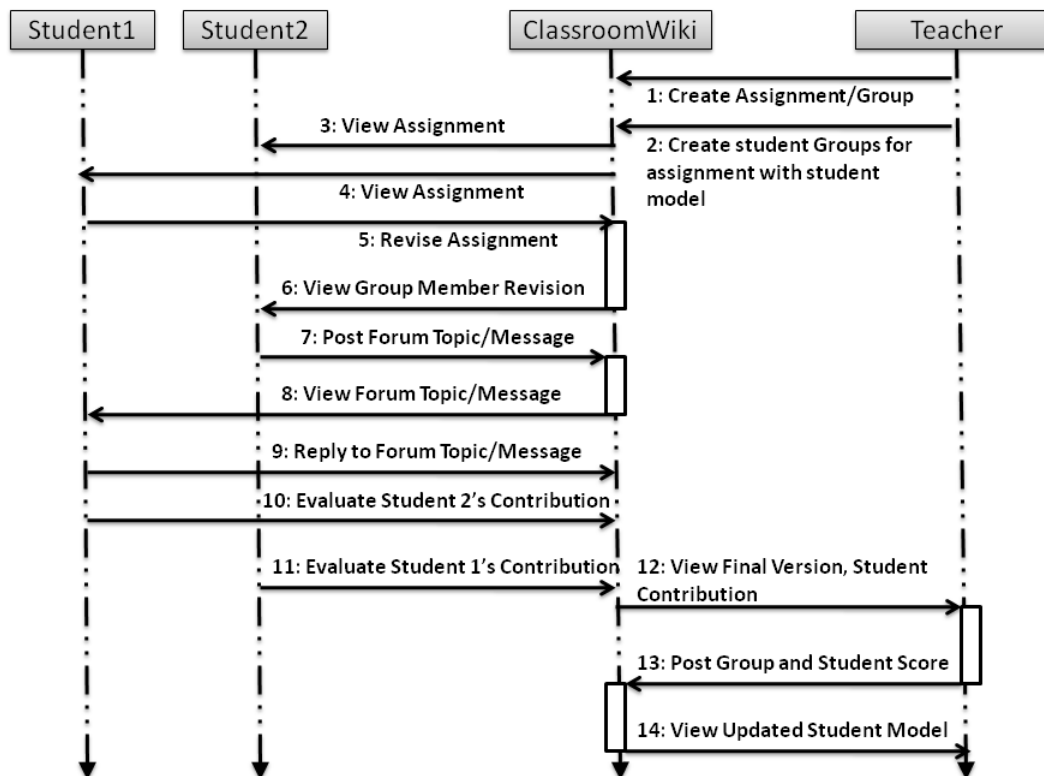 Student1
Student2
ClassroomWiki
Teacher
1: Create Assignment/Group
3: View Assignment
2: Create student Groups for
assignment with student
model
4: View Assignment
5: Revise Assignment
6: View Group Member Revision
7: Post Forum Topic/Message
8: View Forum Topic/Message
9: Reply to Forum Topic/Message
10: Evaluate Student 2's Contribution
11: Evaluate Student 1's Contribution
12: View Final Version, Student
Contribution
13: Post Group and Student Score
14: View Updated Student Model